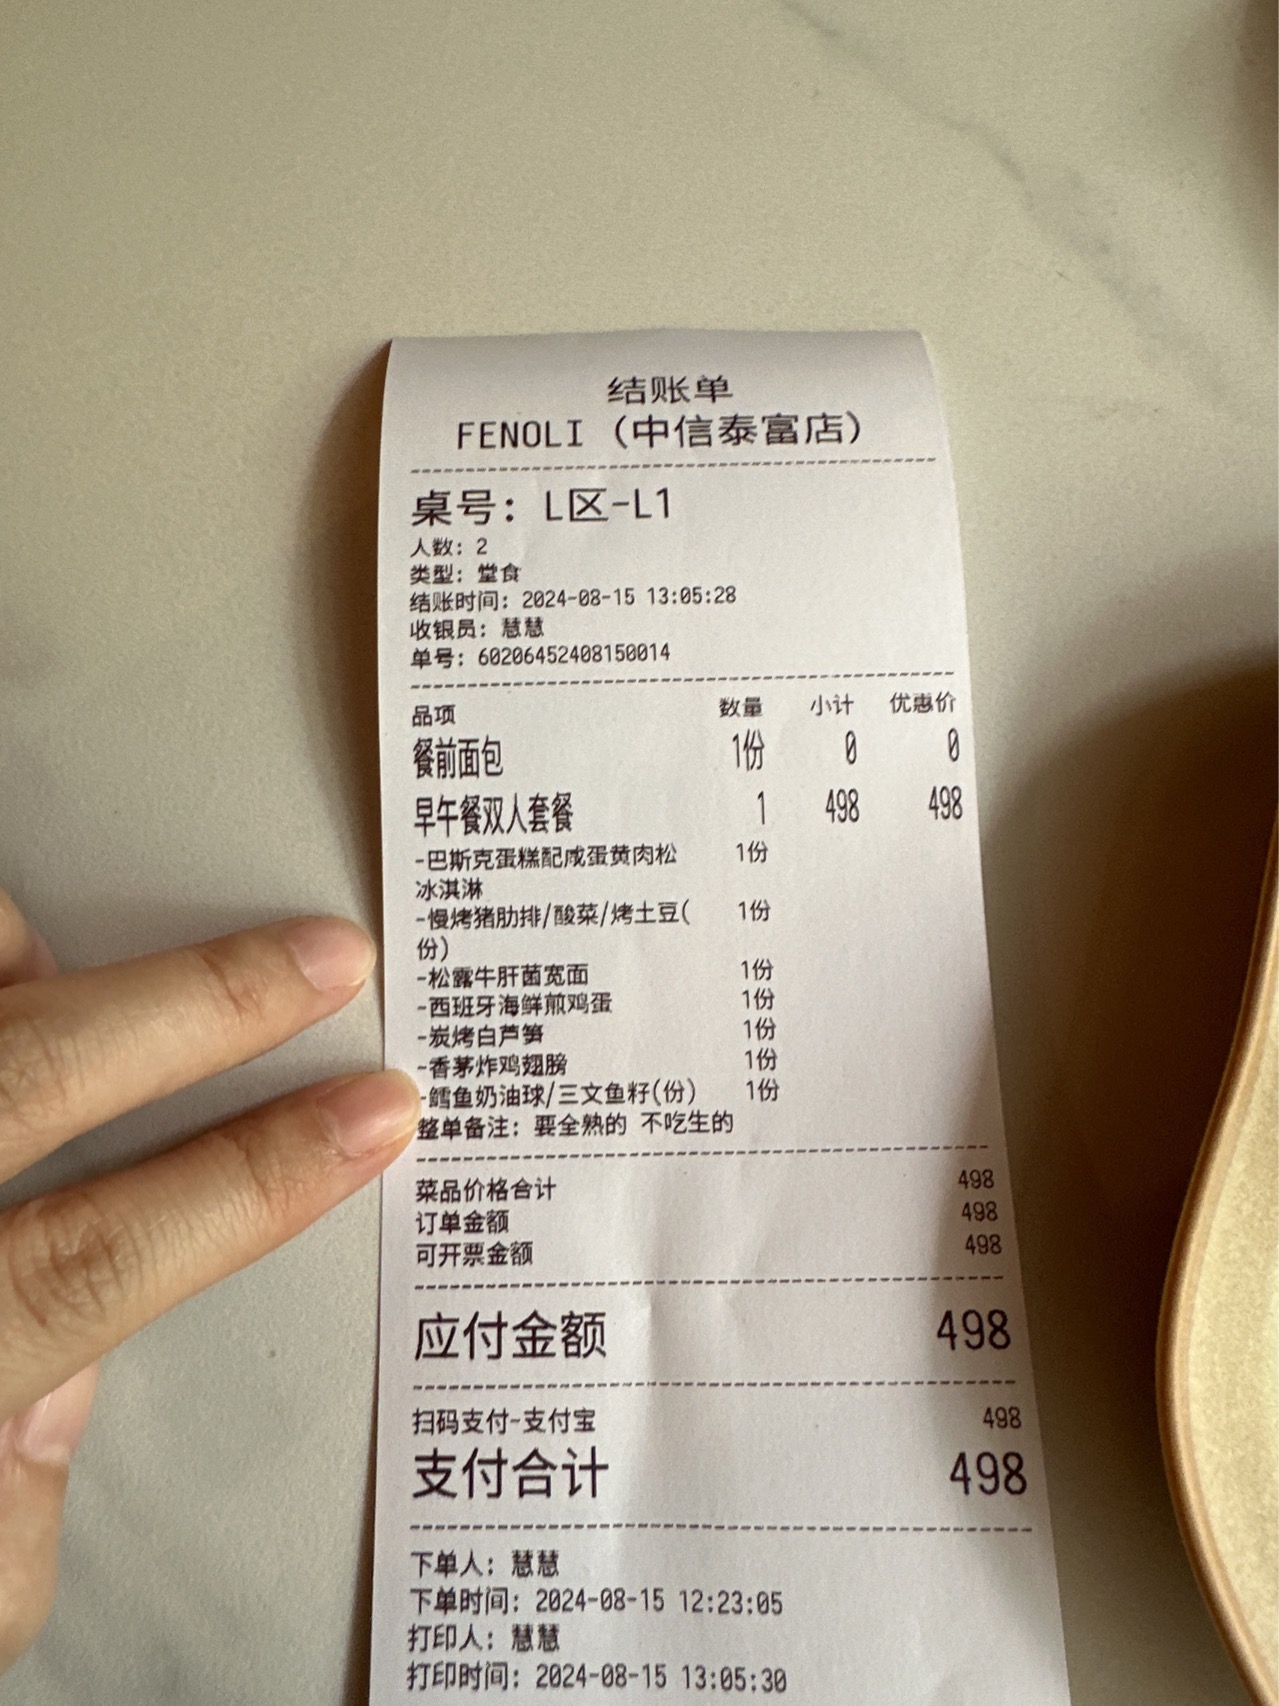 结账单
FENOLI（中信泰富店）
桌号：L区-L1
人数：2
类型：堂食
结账时间：2024-08-15 13:05:28
收银员：慧慧
单号：60206452408150014
品项 数量 小计 优惠价
餐前面包 1份 0 0
早午餐双人套餐 1 498 498
-巴斯克蛋糕配咸蛋黄肉松 1份
冰淇淋
-慢烤猪肋排/酸菜/烤土豆( 1份
份)
-松露牛肝菌宽面 1份
-西班牙海鲜煎鸡蛋 1份
-炭烤白芦笋 1份
-香茅炸鸡翅膀 1份
-鳕鱼奶油球/三文鱼籽(份) 1份
整单备注：要全熟的 不吃生的
菜品价格合计 498
订单金额 498
可开票金额 498
应付金额 498
扫码支付-支付宝 498
支付合计 498
下单人：慧慧
下单时间：2024-08-15 12:23:05
打印人：慧慧
打印时间：2024-08-15 13:05:30